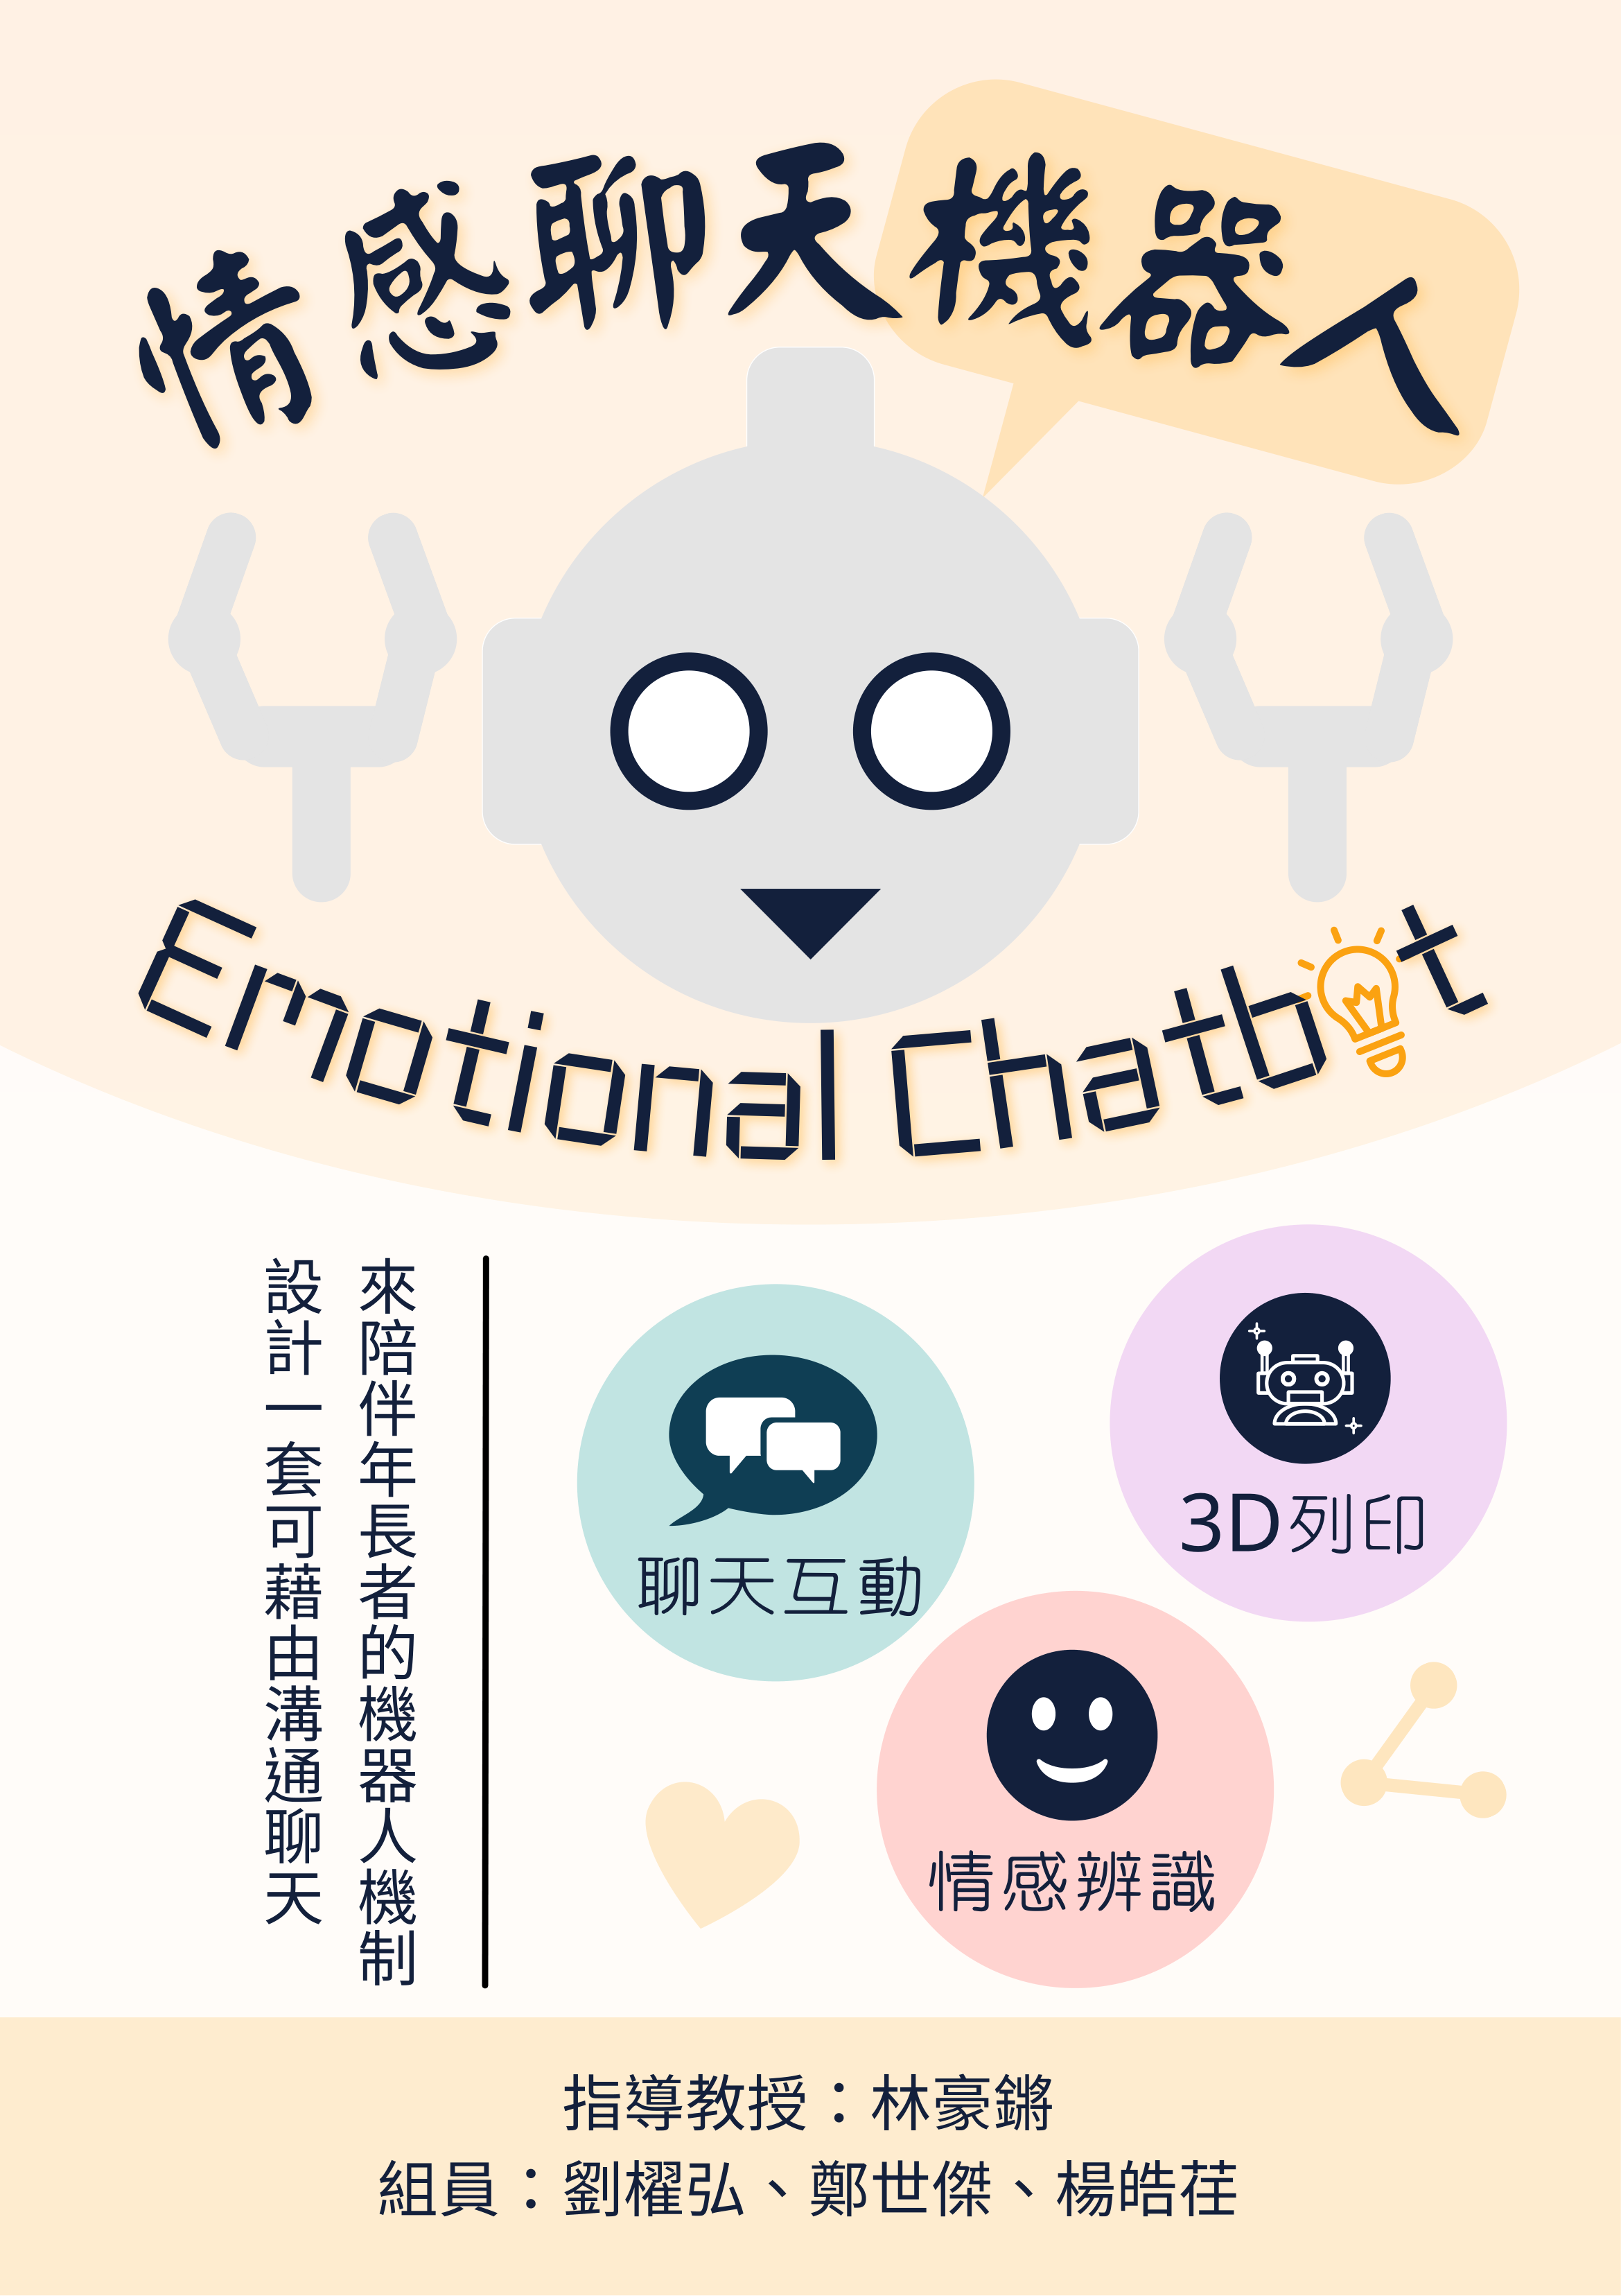 情感聊天機器人
Emotional Chatbot
設計一套可藉由溝通聊天
來陪伴年長者的機器人機制
聊天互動
3D列印
情感辨識
指導教授：林豪鏘
組員：劉櫂弘、鄭世傑、楊皓荏